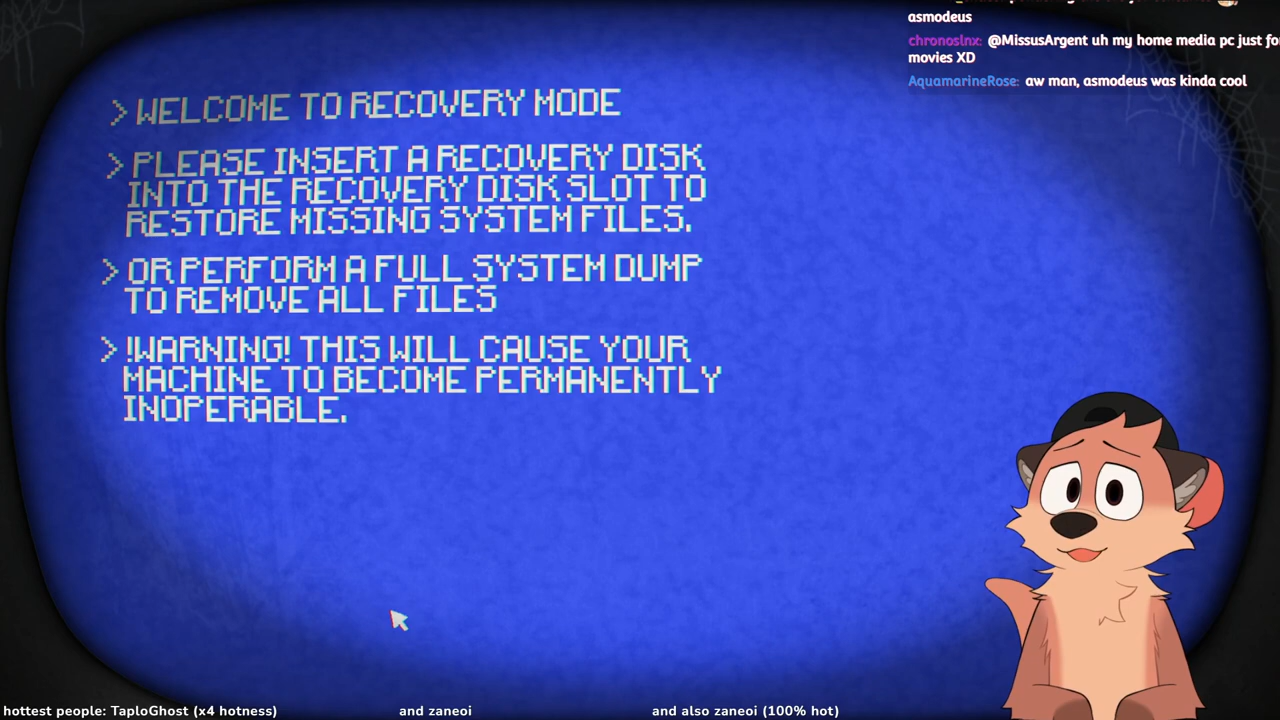 asmodeus
chronoslnx: @MissusArgent uh my home media pc just for
movies XD
AquamarineRose: aw man, asmodeus was kinda cool
> WELCOME TO RECOVERY MODE
> PLEASE INSERT A RECOVERY DISK
INTO THE RECOVERY DISK SLOT TO
RESTORE MISSING SYSTEM FILES.
> OR PERFORM A FULL SYSTEM DUMP
TO REMOVE ALL FILES
> !WARNING! THIS WILL CAUSE YOUR
MACHINE TO BECOME PERMANENTLY
INOPERABLE.
hottest people: TaploGhost (x4 hotness) and zaneoi and also zaneoi (100% hot)